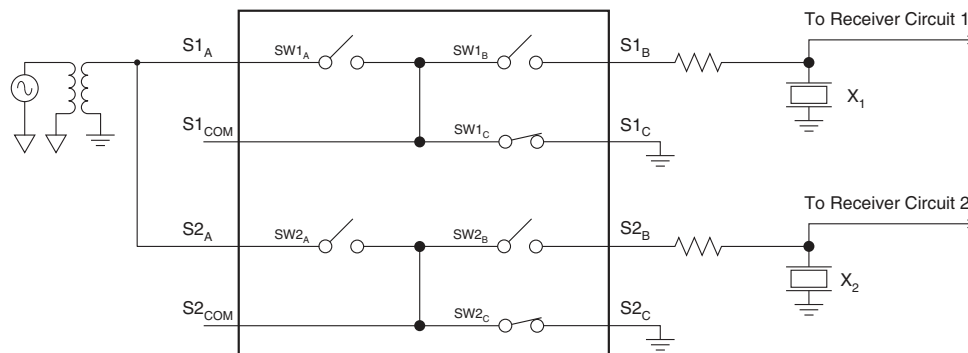 To Receiver Circuit 1
S1A SW1A SW1B S1B
X1
S1COM SW1C S1C
To Receiver Circuit 2
S2A SW2A SW2B S2B
X2
S2COM SW2C S2C